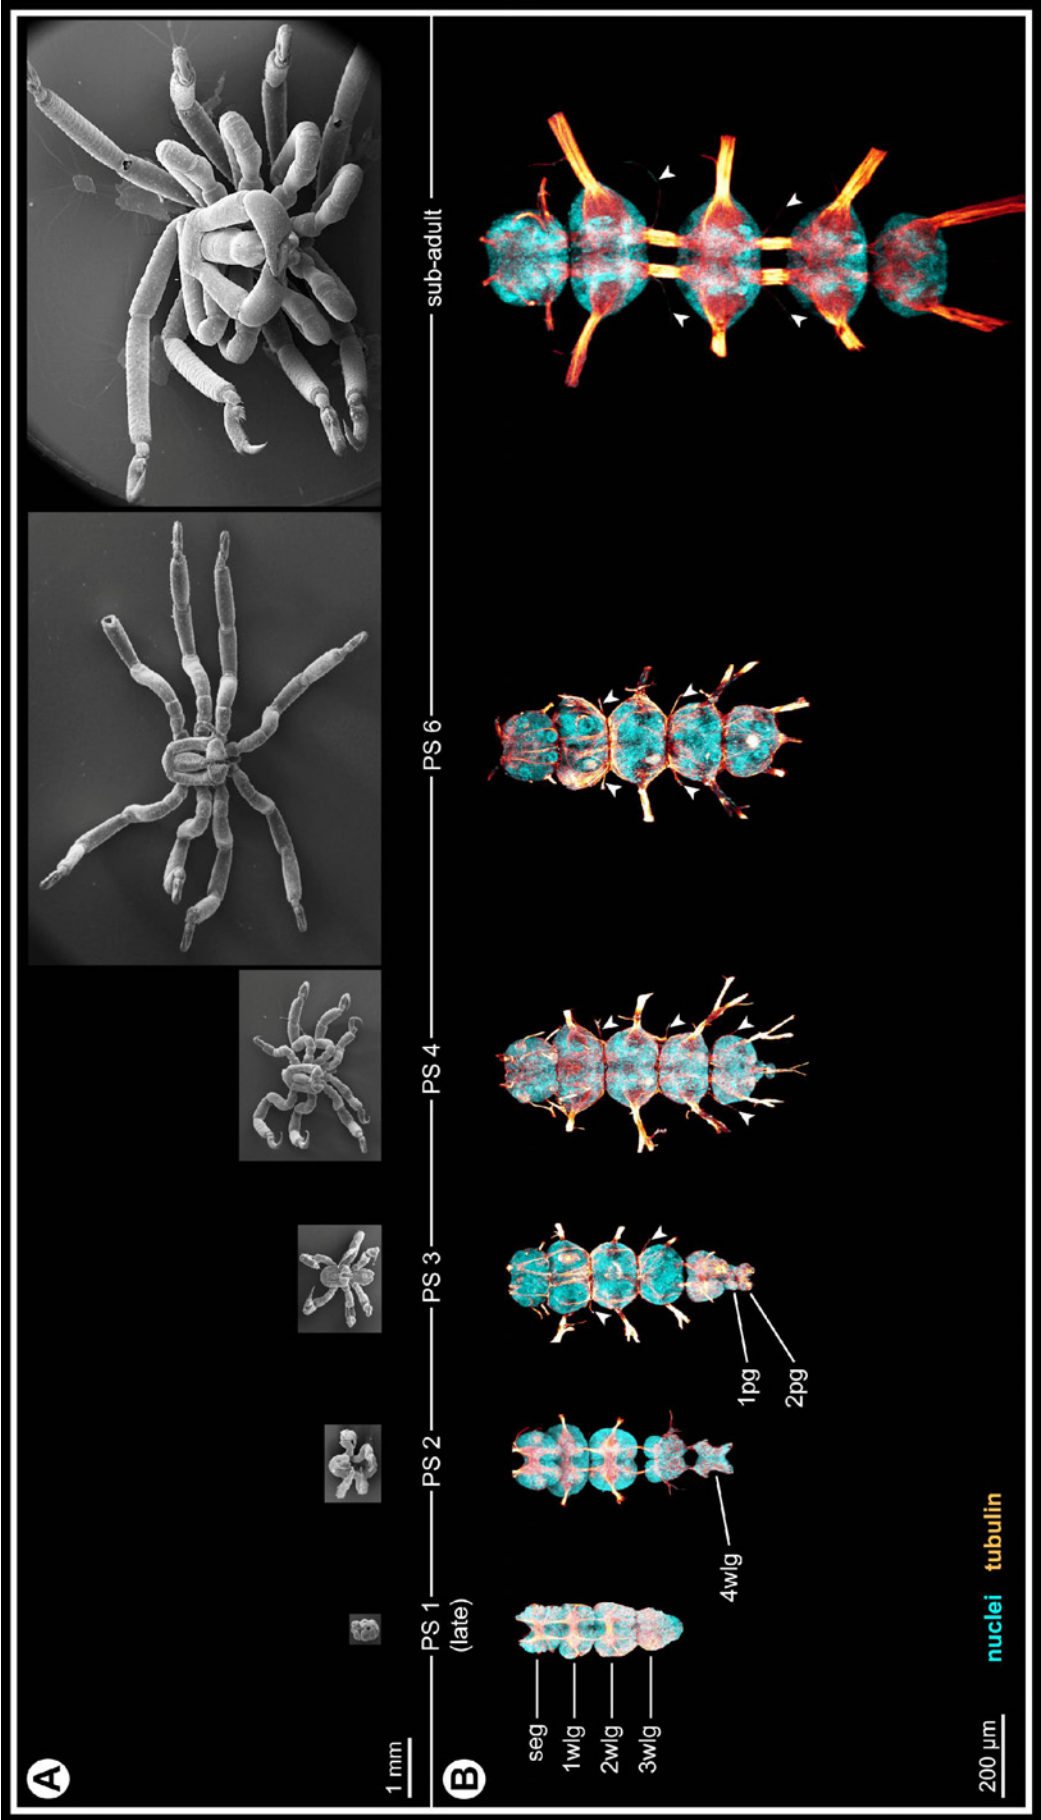 A
1 mm
PS 1
(late)
PS 2
PS 3
PS 4
PS 6
sub-adult
B
seg
1wlg
2wlg
3wlg
4wlg
1pg
2pg
200 µm
nuclei tubulin